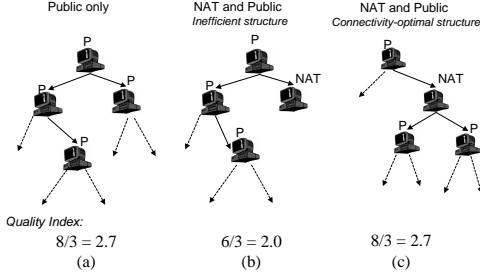 Public only
NAT and Public
Inefficient structure
NAT and Public
Connectivity-optimal structure
P
P
P
P
P
P
NAT
P
P
NAT
P
P
Quality Index:
8/3 = 2.7
6/3 = 2.0
8/3 = 2.7
(a)
(b)
(c)